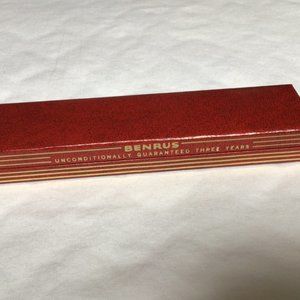 BENRUS
UNCONDITIONALLY GUARANTEED THREE YEARS